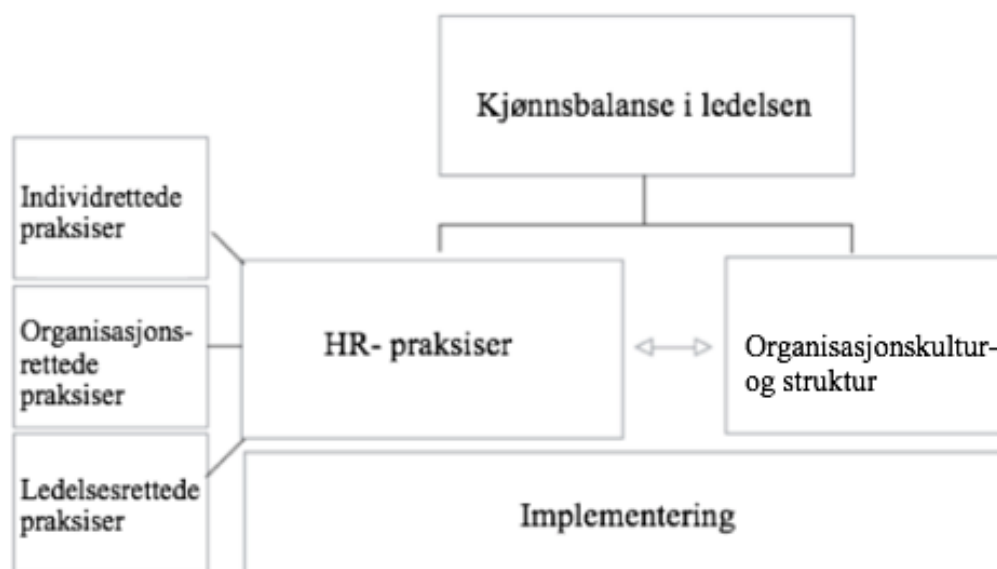 Kjønnsbalanse i ledelsen
Individrettede
praksiser
Organisasjons-
rettede
praksiser
Ledelsesrettede
praksiser
HR- praksiser
Organisasjonskultur-
og struktur
Implementering